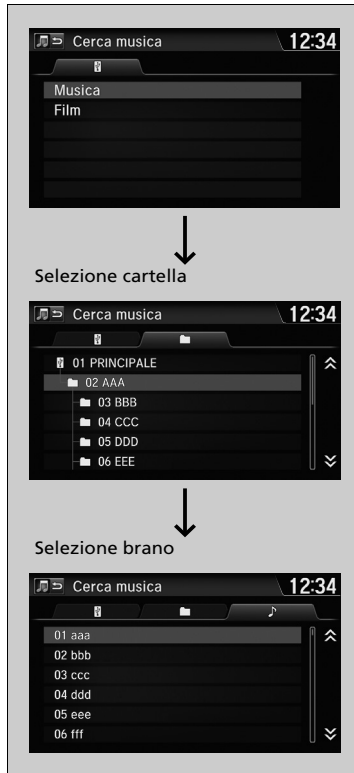 Cerca musica 12:34
Musica
Film
Selezione cartella
Cerca musica 12:34
01 PRINCIPALE
02 AAA
03 BBB
04 CCC
05 DDD
06 EEE
Selezione brano
Cerca musica 12:34
01 aaa
02 bbb
03 ccc
04 ddd
05 eee
06 fff